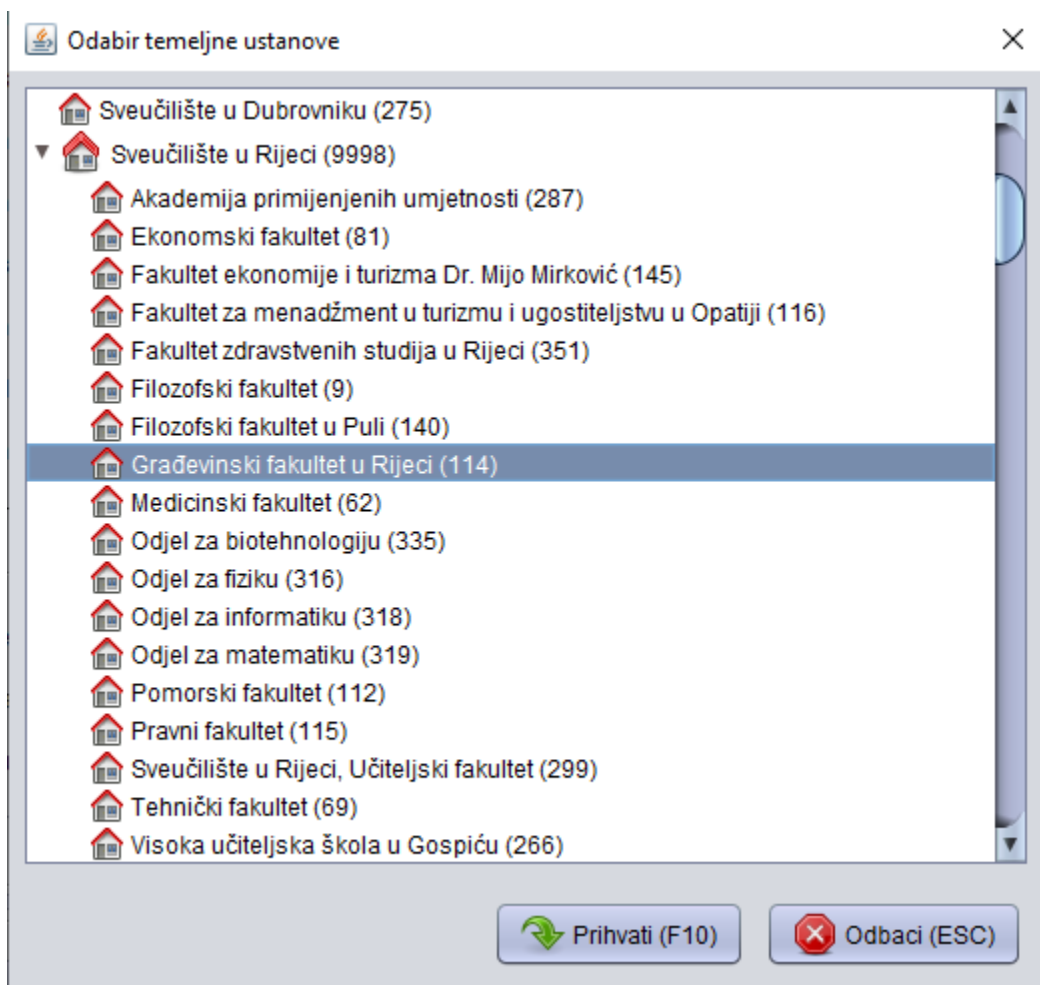 Odabir temeljne ustanove
Sveučilište u Dubrovniku (275)
Sveučilište u Rijeci (9998)
Akademija primijenjenih umjetnosti (287)
Ekonomski fakultet (81)
Fakultet ekonomije i turizma Dr. Mijo Mirković (145)
Fakultet za menadžment u turizmu i ugostiteljstvu u Opatiji (116)
Fakultet zdravstvenih studija u Rijeci (351)
Filozofski fakultet (9)
Filozofski fakultet u Puli (140)
Građevinski fakultet u Rijeci (114)
Medicinski fakultet (62)
Odjel za biotehnologiju (335)
Odjel za fiziku (316)
Odjel za informatiku (318)
Odjel za matematiku (319)
Pomorski fakultet (112)
Pravni fakultet (115)
Sveučilište u Rijeci, Učiteljski fakultet (299)
Tehnički fakultet (69)
Visoka učiteljska škola u Gospiću (266)
Prihvati (F10)
Odbaci (ESC)